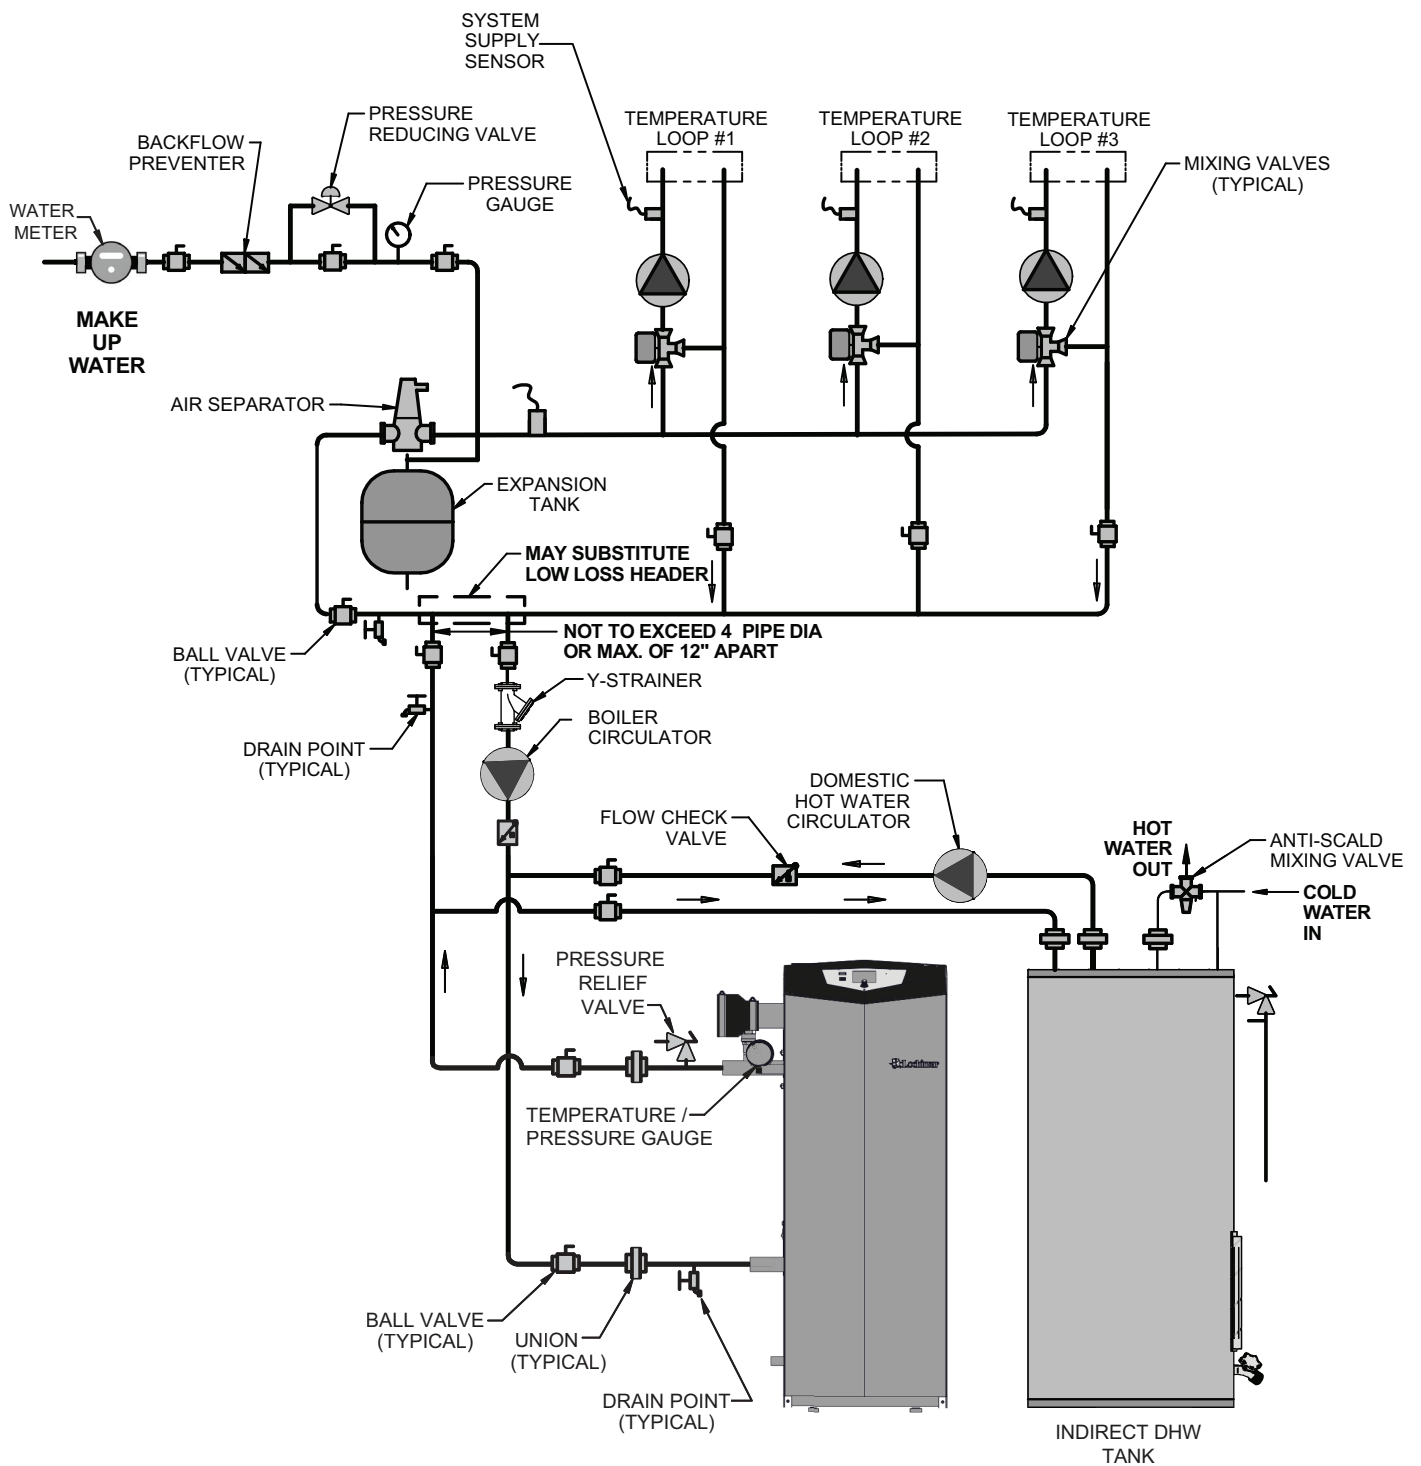 SYSTEM
SUPPLY
SENSOR
PRESSURE
REDUCING VALVE
BACKFLOW
PREVENTER
PRESSURE
GAUGE
WATER
METER
MAKE
UP
WATER
TEMPERATURE
LOOP #1
TEMPERATURE
LOOP #2
TEMPERATURE
LOOP #3
MIXING VALVES
(TYPICAL)
AIR SEPARATOR
EXPANSION
TANK
MAY SUBSTITUTE
LOW LOSS HEADER
NOT TO EXCEED 4 PIPE DIA
OR MAX. OF 12" APART
BALL VALVE
(TYPICAL)
Y-STRAINER
BOILER
CIRCULATOR
DRAIN POINT
(TYPICAL)
DOMESTIC
HOT WATER
CIRCULATOR
FLOW CHECK
VALVE
HOT
WATER
OUT
ANTI-SCALD
MIXING VALVE
COLD
WATER
IN
PRESSURE
RELIEF
VALVE
Lochinvar
TEMPERATURE /
PRESSURE GAUGE
BALL VALVE
(TYPICAL)
UNION
(TYPICAL)
DRAIN POINT
(TYPICAL)
INDIRECT DHW
TANK